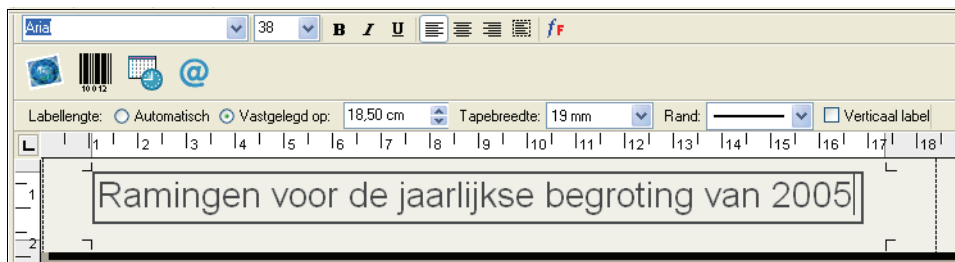 Arial 38 B I U fF
10012 @
Labellengte: Automatisch Vastgelegd op: 18,50 cm Tapebreedte: 19 mm Rand: Verticaal label
L 1 2 3 4 5 6 7 8 9 10 11 12 13 14 15 16 17 18
1 Ramingen voor de jaarlijkse begroting van 2005
2